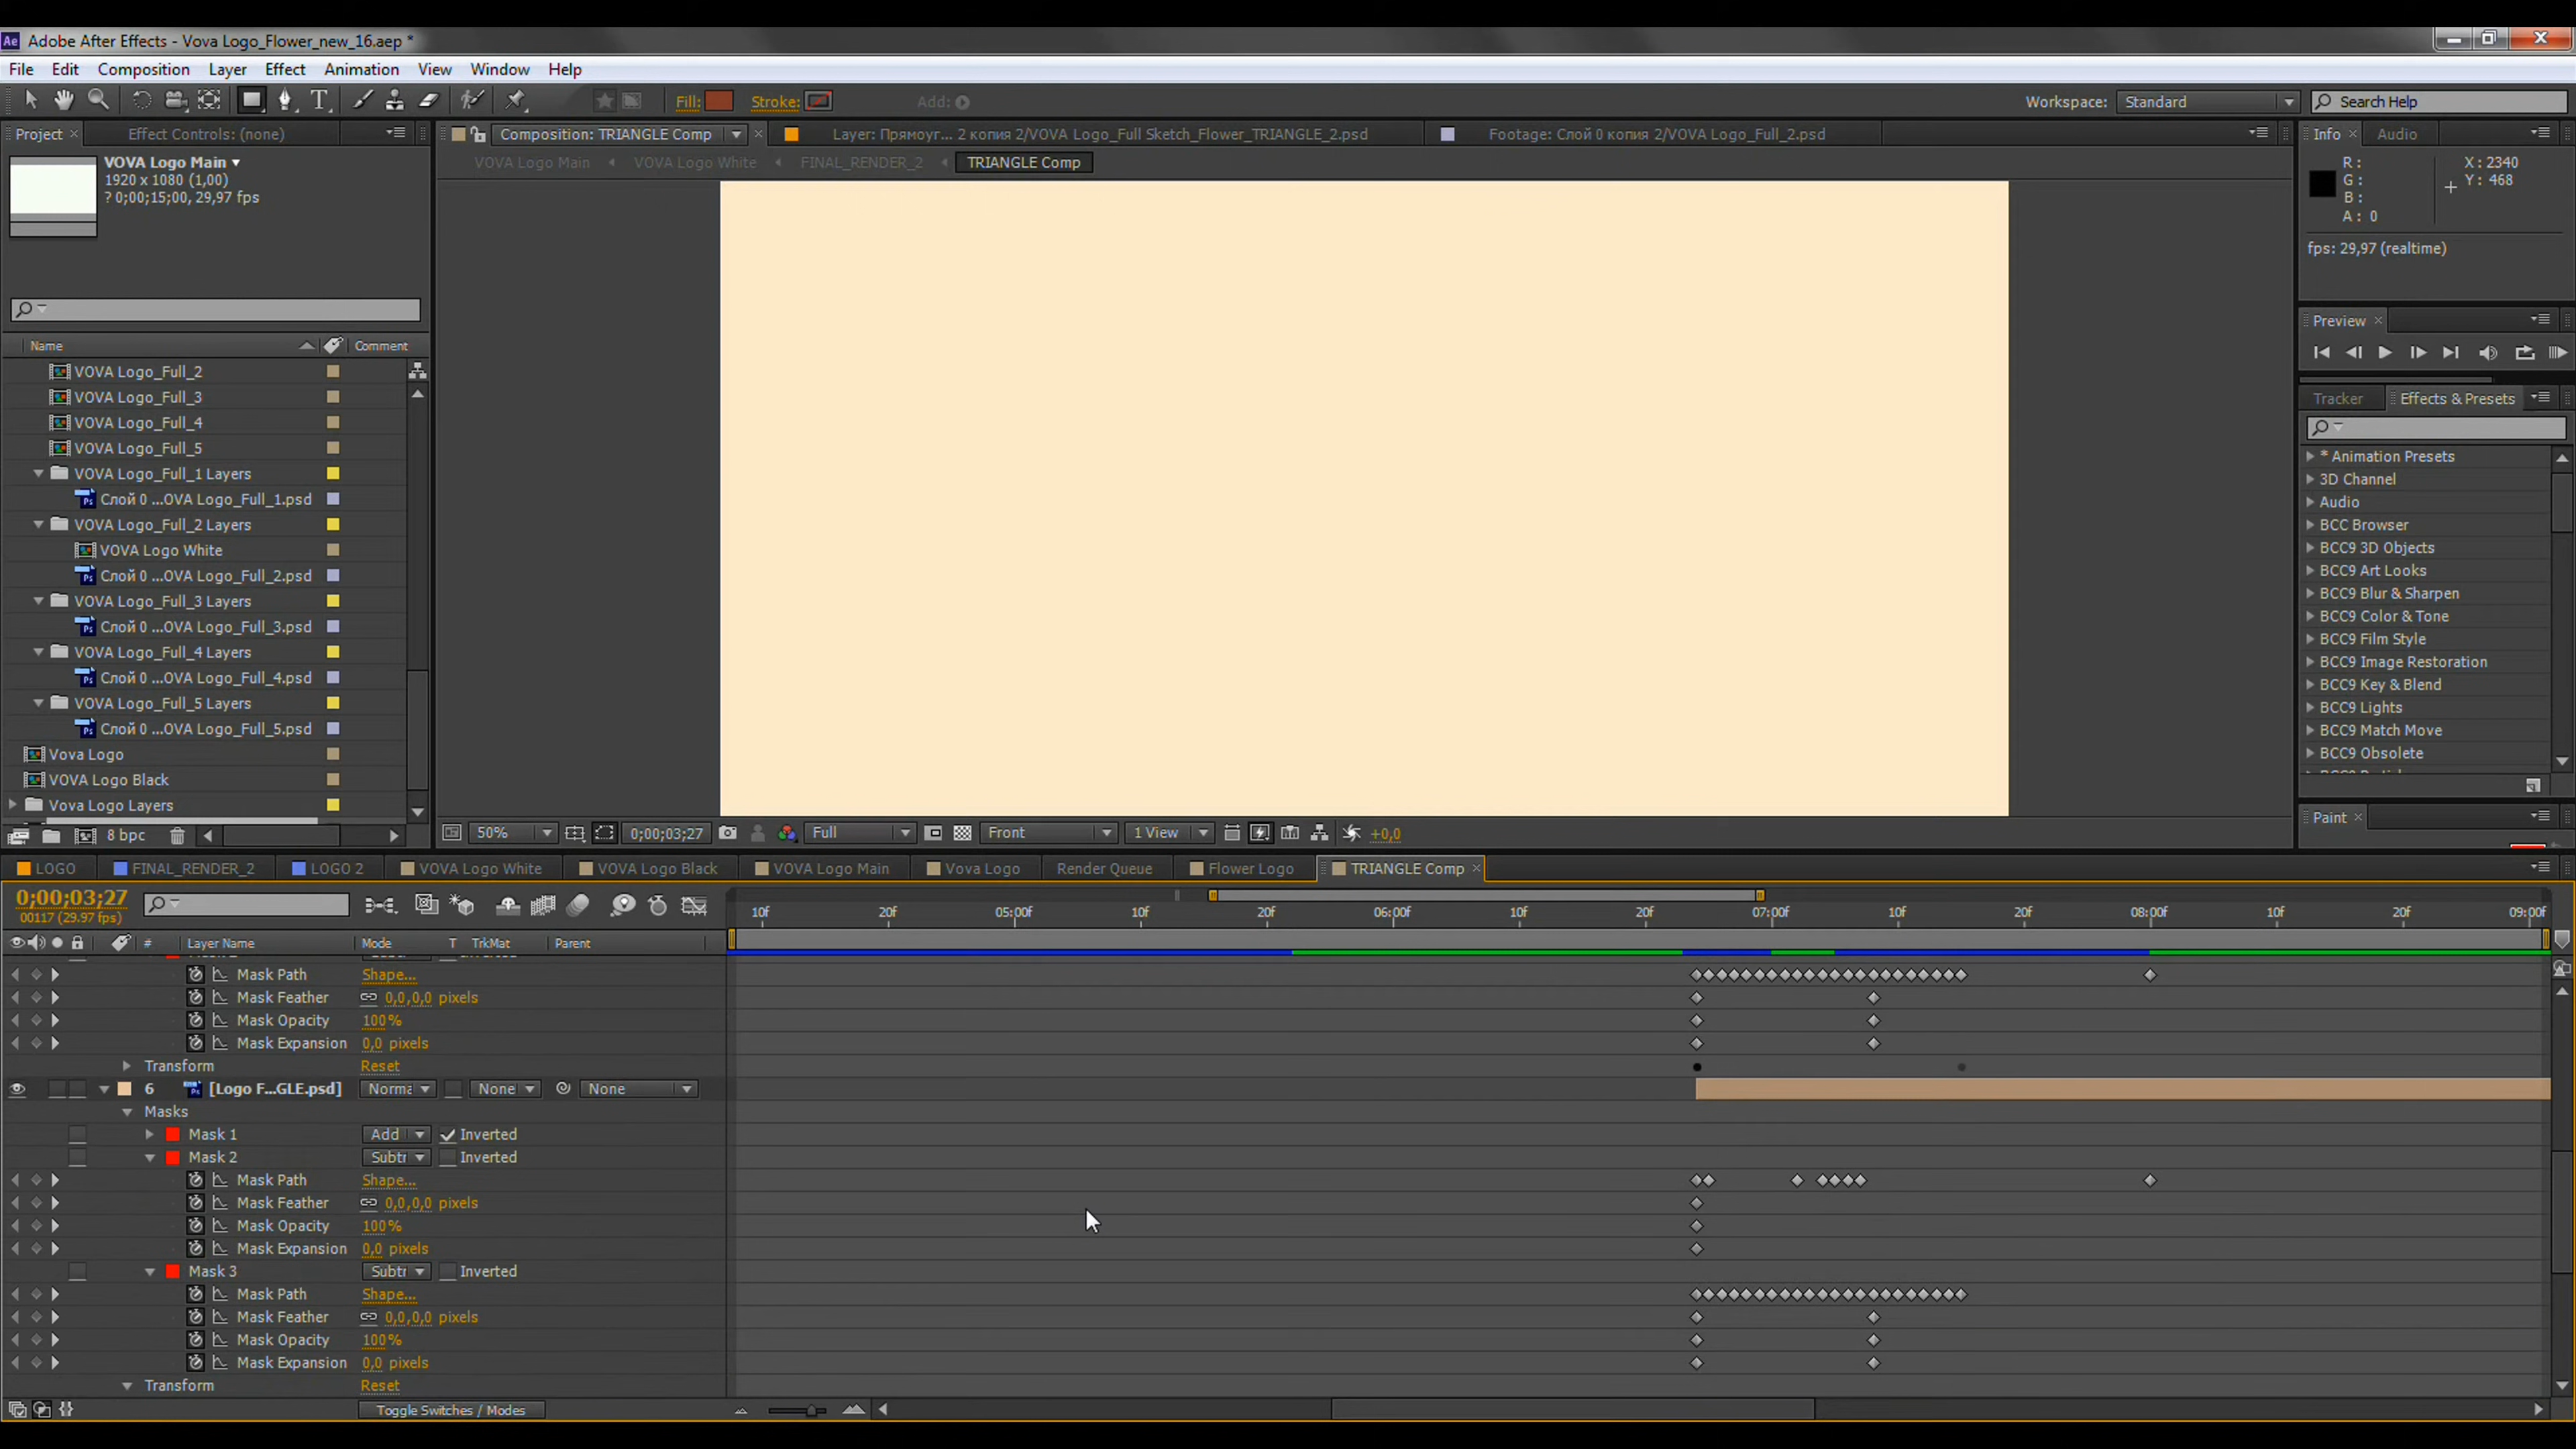 Adobe After Effects - Vova Logo_Flower_new_16.aep *
File Edit Composition Layer Effect Animation View Window Help
Fill: Stroke: Add: Workspace: Standard Search Help
Project Effect Controls: (none)
VOVA Logo Main
1920 x 1080 (1,00)
? 0;00;15;00, 29,97 fps
Name Comment
VOVA Logo_Full_2
VOVA Logo_Full_3
VOVA Logo_Full_4
VOVA Logo_Full_5
VOVA Logo_Full_1 Layers
Слой 0 ...OVA Logo_Full_1.psd
VOVA Logo_Full_2 Layers
VOVA Logo White
Слой 0 ...OVA Logo_Full_2.psd
VOVA Logo_Full_3 Layers
Слой 0 ...OVA Logo_Full_3.psd
VOVA Logo_Full_4 Layers
Слой 0 ...OVA Logo_Full_4.psd
VOVA Logo_Full_5 Layers
Слой 0 ...OVA Logo_Full_5.psd
Vova Logo
VOVA Logo Black
Vova Logo Layers
8 bpc
Composition: TRIANGLE Comp Layer: Прямоуг... 2 копия 2/VOVA Logo_Full Sketch_Flower_TRIANGLE_2.psd Footage: Слой 0 копия 2/VOVA Logo_Full_2.psd
VOVA Logo Main VOVA Logo White FINAL_RENDER_2 TRIANGLE Comp
50% 0;00;03;27 Full Front 1 View +0,0
Info Audio
R: X: 2340
G: Y: 468
B:
A: 0
fps: 29,97 (realtime)
Preview
Tracker Effects & Presets
* Animation Presets
3D Channel
Audio
BCC Browser
BCC9 3D Objects
BCC9 Art Looks
BCC9 Blur & Sharpen
BCC9 Color & Tone
BCC9 Film Style
BCC9 Image Restoration
BCC9 Key & Blend
BCC9 Lights
BCC9 Match Move
BCC9 Obsolete
Paint
LOGO FINAL_RENDER_2 LOGO 2 VOVA Logo White VOVA Logo Black VOVA Logo Main Vova Logo Render Queue Flower Logo TRIANGLE Comp
0;00;03;27
00117 (29.97 fps)
10f 20f 05:00f 10f 20f 06:00f 10f 20f 07:00f 10f 20f 08:00f 10f 20f 09:00f
# Layer Name Mode T TrkMat Parent
Mask Path Shape...
Mask Feather 0,0,0,0 pixels
Mask Opacity 100%
Mask Expansion 0,0 pixels
Transform Reset
6 [Logo F...GLE.psd] Norma None None
Masks
Mask 1 Add Inverted
Mask 2 Subtr Inverted
Mask Path Shape...
Mask Feather 0,0,0,0 pixels
Mask Opacity 100%
Mask Expansion 0,0 pixels
Mask 3 Subtr Inverted
Mask Path Shape...
Mask Feather 0,0,0,0 pixels
Mask Opacity 100%
Mask Expansion 0,0 pixels
Transform Reset
Toggle Switches / Modes